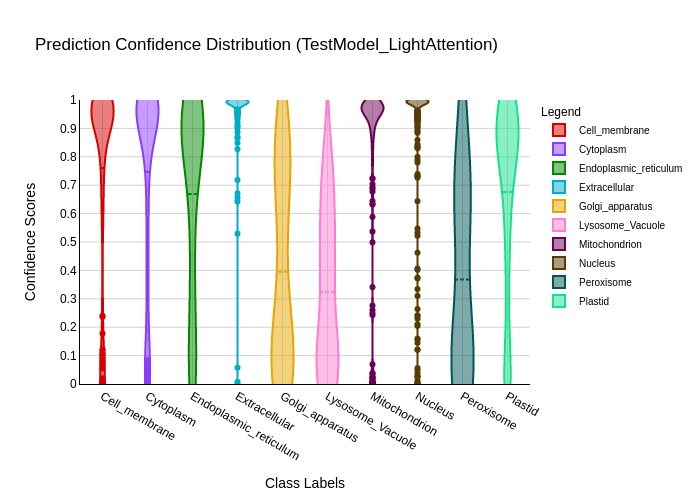 Prediction Confidence Distribution (TestModel_LightAttention)
Legend
Cell_membrane
Cytoplasm
Endoplasmic_reticulum
Extracellular
Golgi_apparatus
Lysosome_Vacuole
Mitochondrion
Nucleus
Peroxisome
Plastid
Confidence Scores
1
0.9
0.8
0.7
0.6
0.5
0.4
0.3
0.2
0.1
0
Cell_membrane
Cytoplasm
Endoplasmic_reticulum
Extracellular
Golgi_apparatus
Lysosome_Vacuole
Mitochondrion
Nucleus
Peroxisome
Plastid
Class Labels